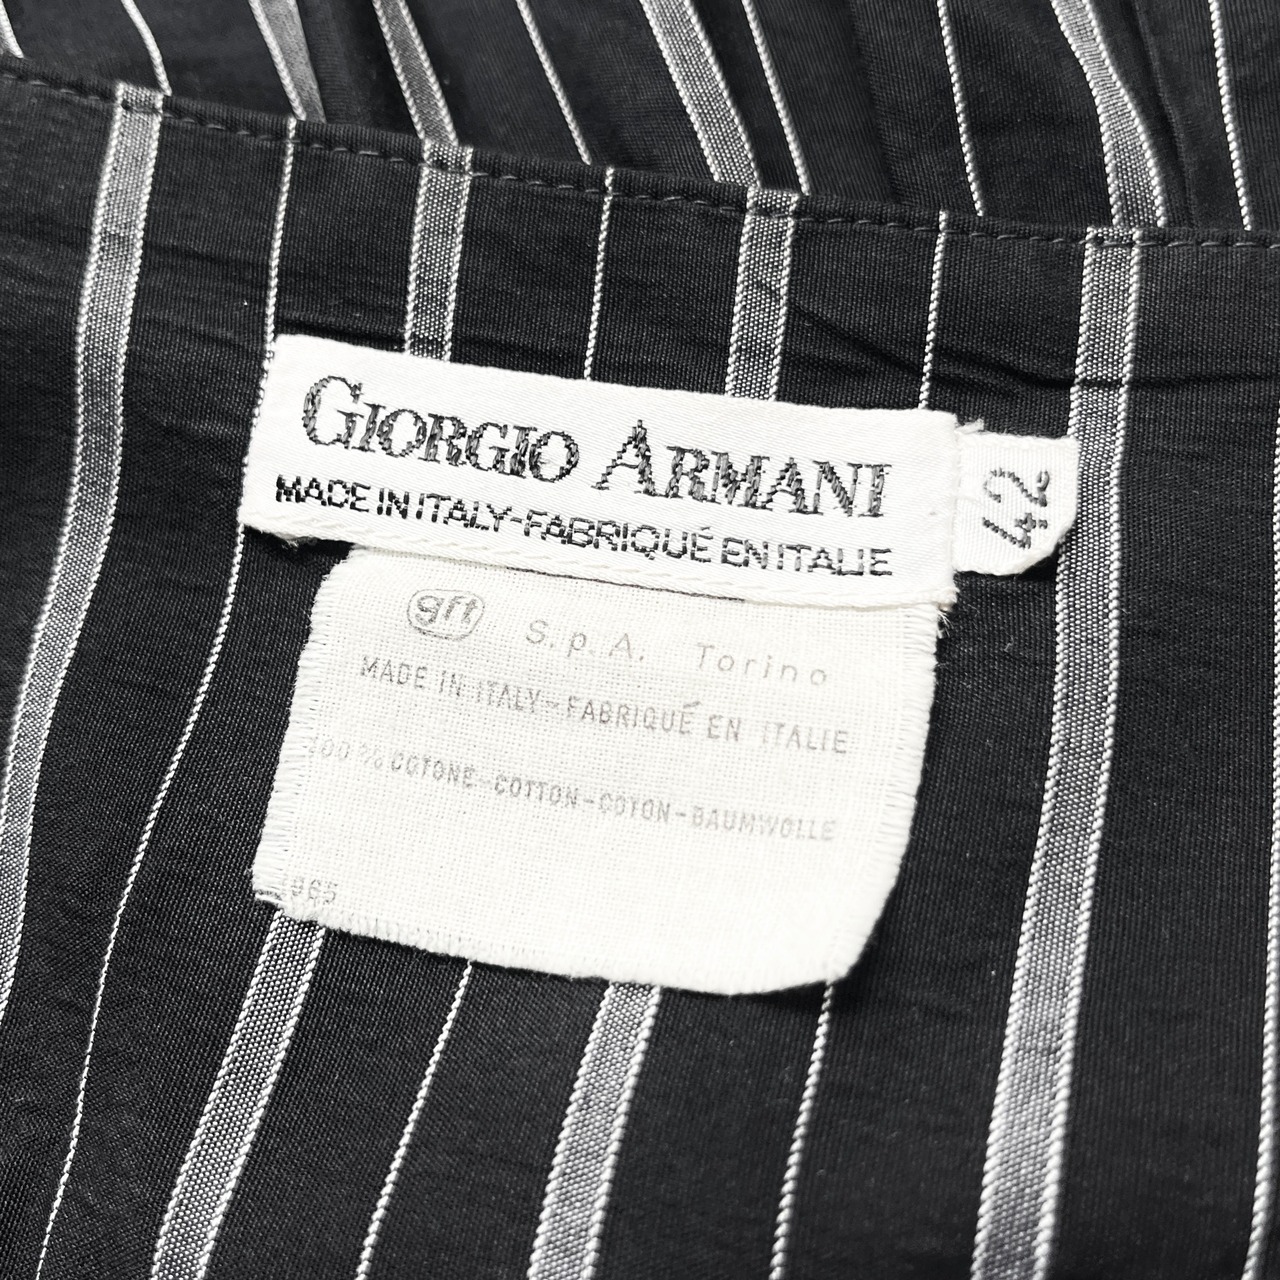 GIORGIO ARMANI
MADE IN ITALY-FABRIQUÉ EN ITALIE
42
gft S.p.A. Torino
MADE IN ITALY-FABRIQUÉ EN ITALIE
100% COTONE-COTTON-COTON-BAUMWOLLE